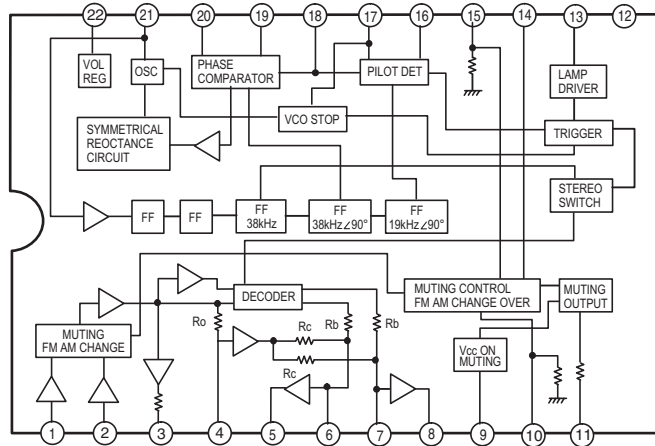 22 21 20 19 18 17 16 15 14 13 12
VOL
REG
OSC
PHASE
COMPARATOR
PILOT DET
LAMP
DRIVER
SYMMETRICAL
REOCTANCE
CIRCUIT
VCO STOP
TRIGGER
STEREO
SWITCH
FF
FF
FF
38kHz
FF
38kHz∠90°
FF
19kHz∠90°
DECODER
MUTING CONTROL
FM AM CHANGE OVER
MUTING
OUTPUT
MUTING
FM AM CHANGE
Ro
Rc
Rb
Rb
Rc
Vcc ON
MUTING
1 2 3 4 5 6 7 8 9 10 11